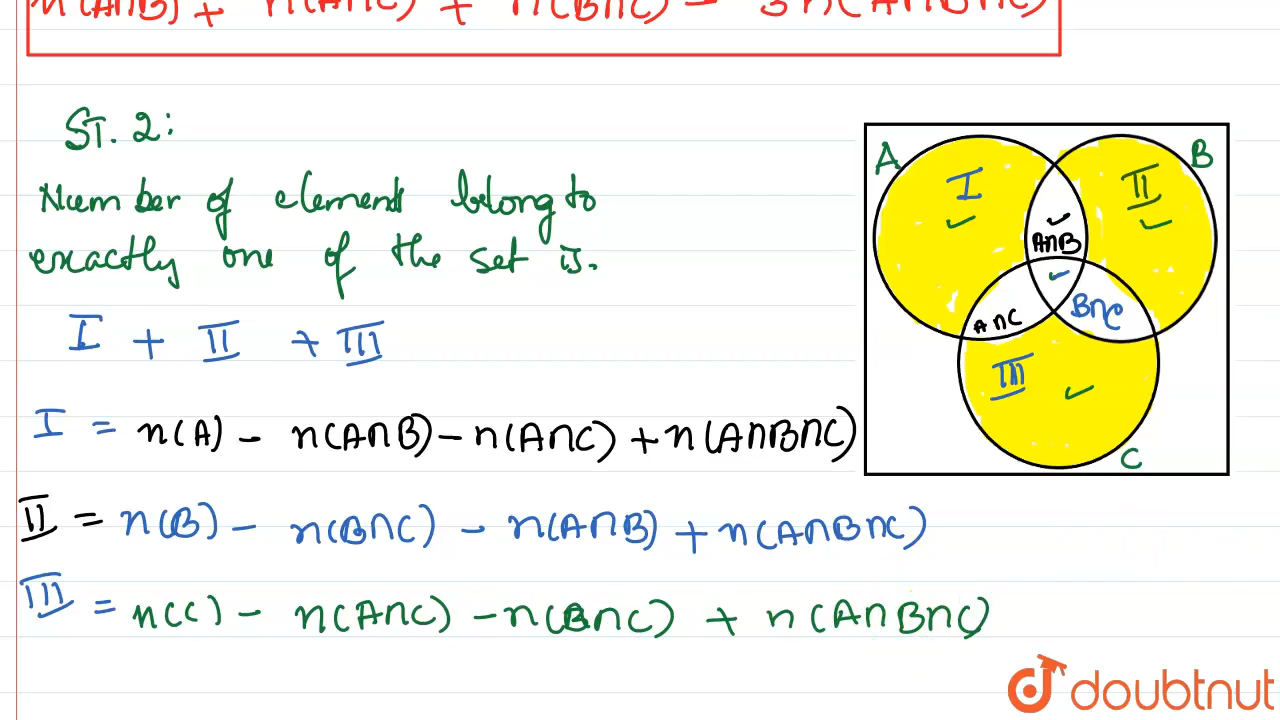 n(A∩B) + n(A∩C) + n(B∩C) - 3n(A∩B∩C)
ST. 2:
Number of element belong to
exactly one of the set is.
I + II + III
I = n(A) - n(A∩B) - n(A∩C) + n(A∩B∩C)
II = n(B) - n(B∩C) - n(A∩B) + n(A∩B∩C)
III = n(C) - n(A∩C) - n(B∩C) + n(A∩B∩C)
A
B
I
II
A∩B
A∩C
B∩C
III
C
doubtnut